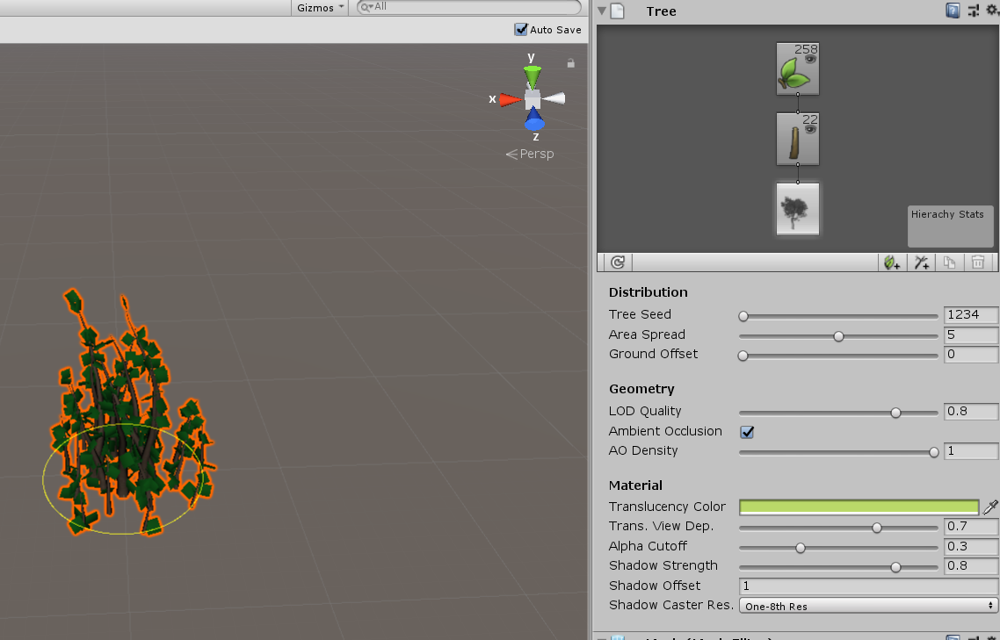 Gizmos
All
Auto Save
y
x
z
Persp
Tree
258
22
Hierachy Stats
Distribution
Tree Seed 1234
Area Spread 5
Ground Offset 0
Geometry
LOD Quality 0.8
Ambient Occlusion
AO Density 1
Material
Translucency Color
Trans. View Dep. 0.7
Alpha Cutoff 0.3
Shadow Strength 0.8
Shadow Offset 1
Shadow Caster Res. One-8th Res